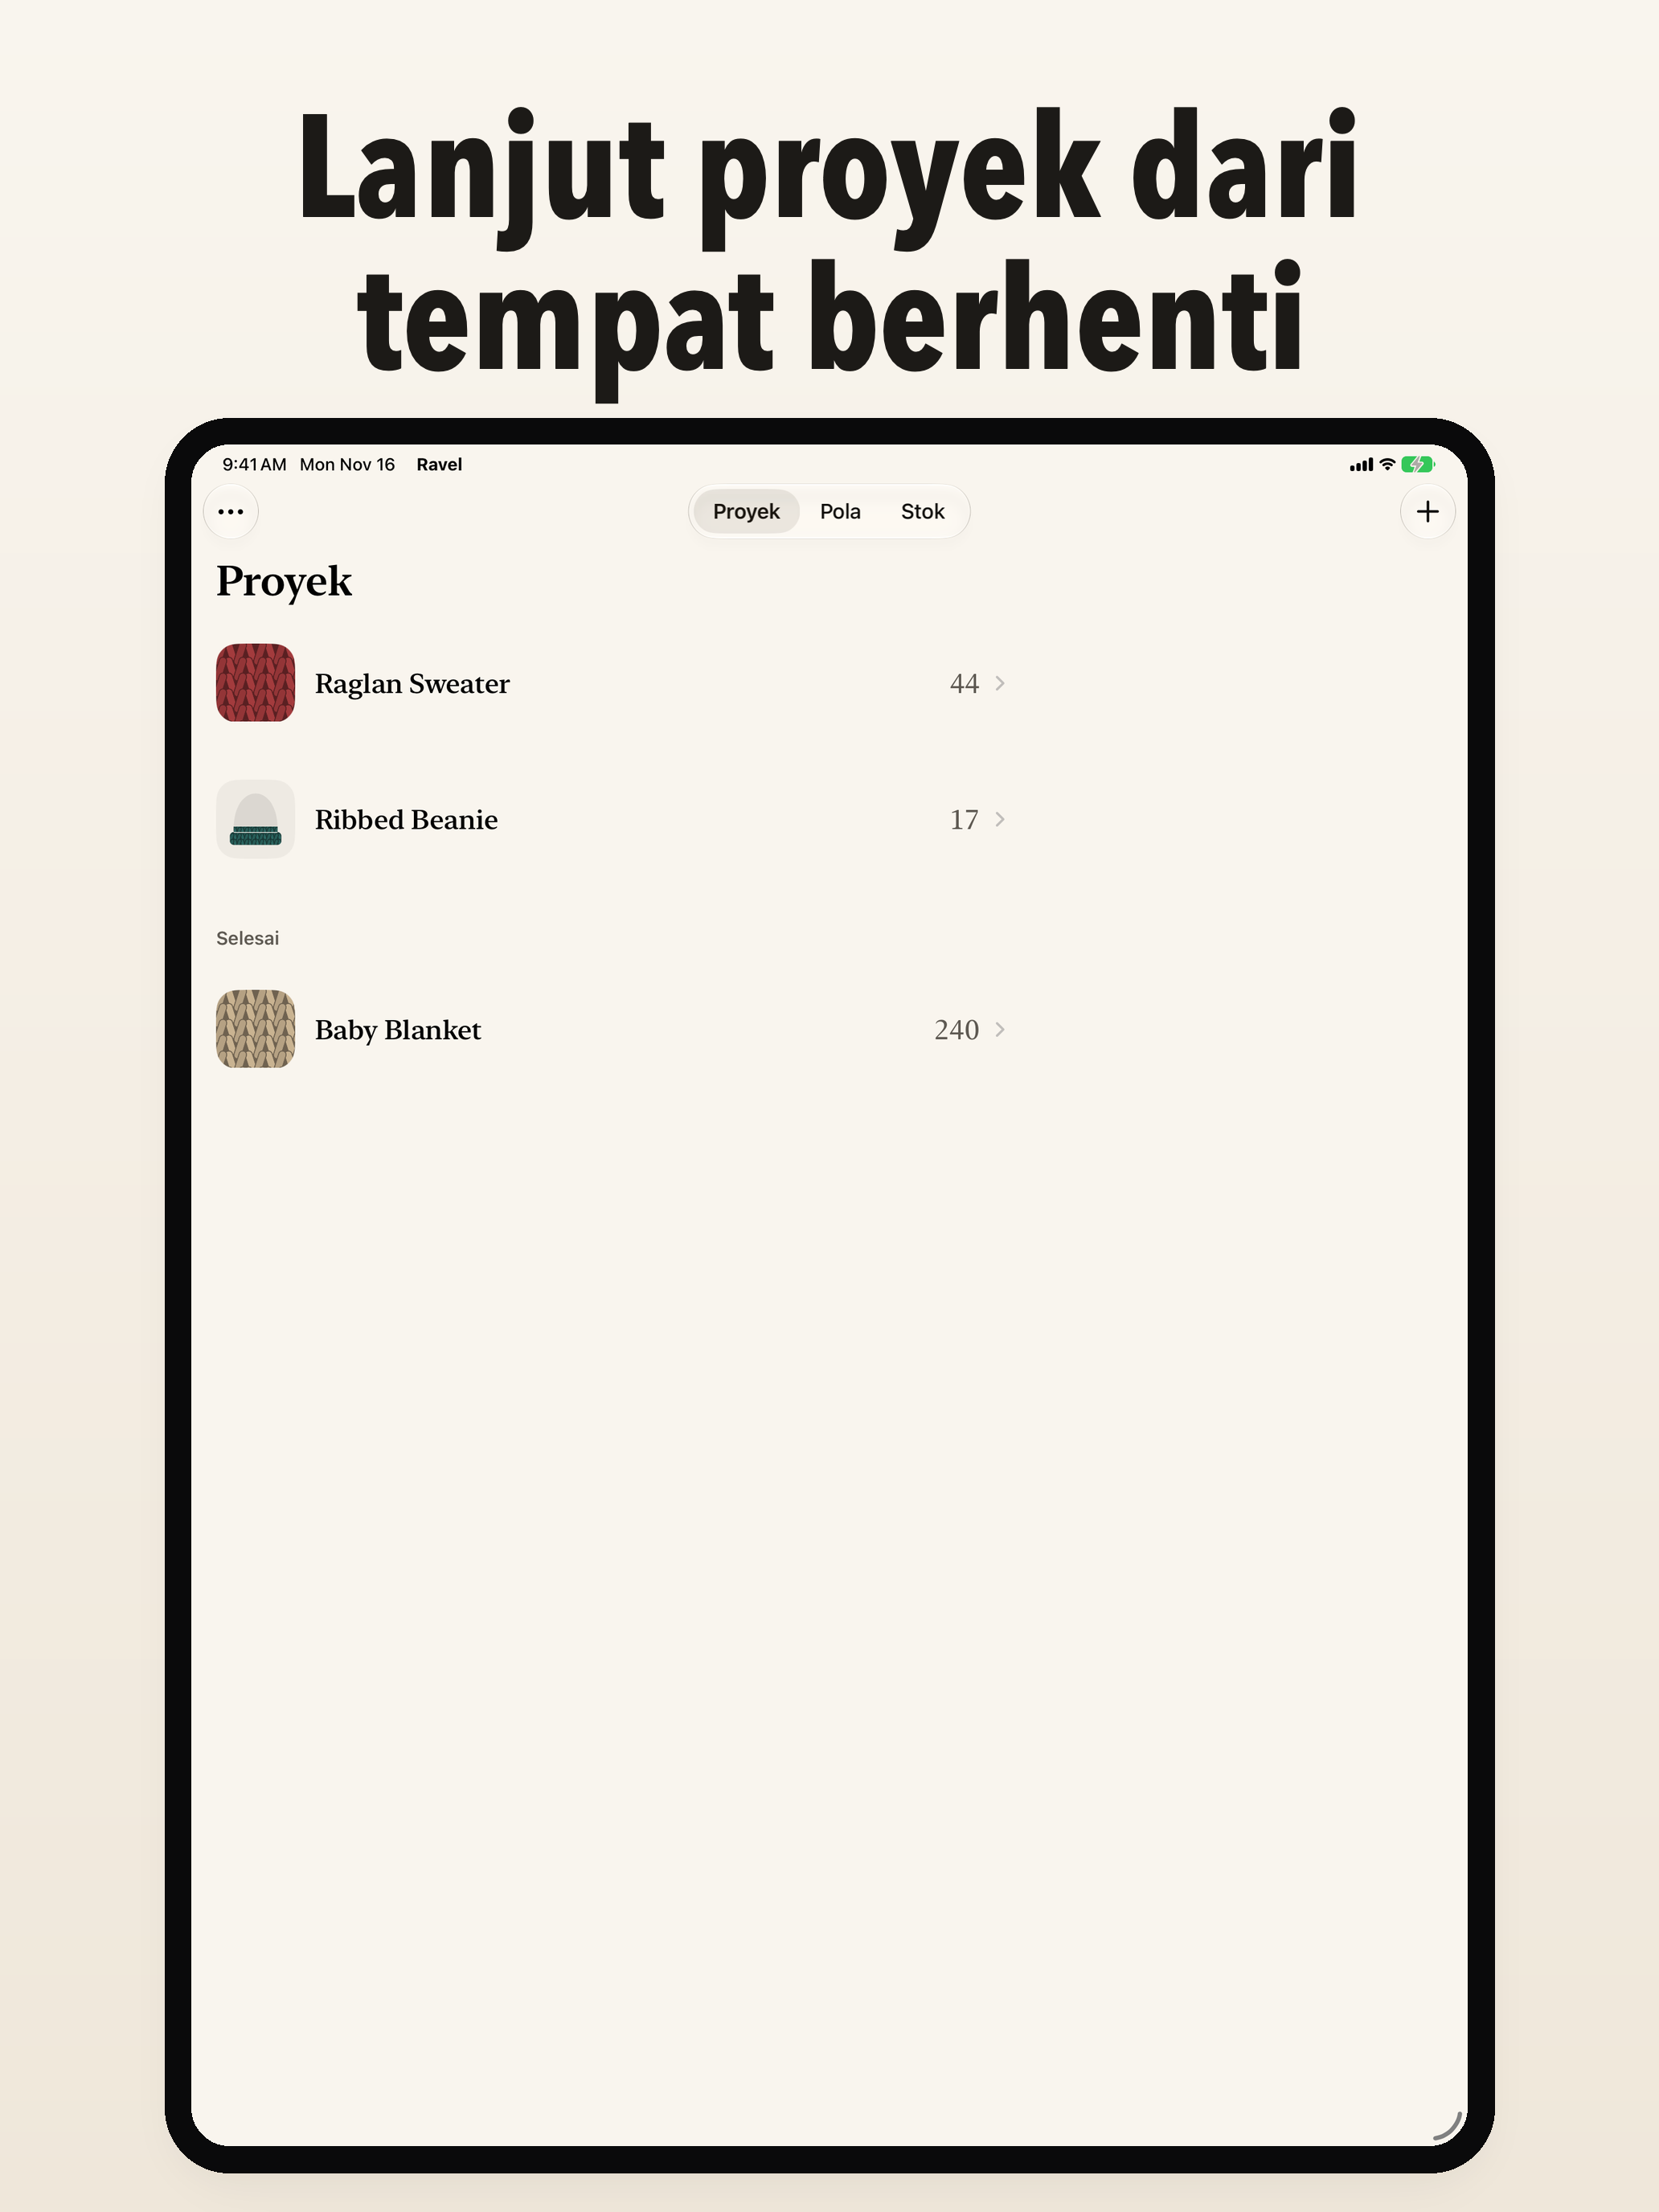 Lanjut proyek dari
tempat berhenti
9:41 AM Mon Nov 16 Ravel
Proyek Pola Stok
Proyek
Raglan Sweater 44
Ribbed Beanie 17
Selesai
Baby Blanket 240